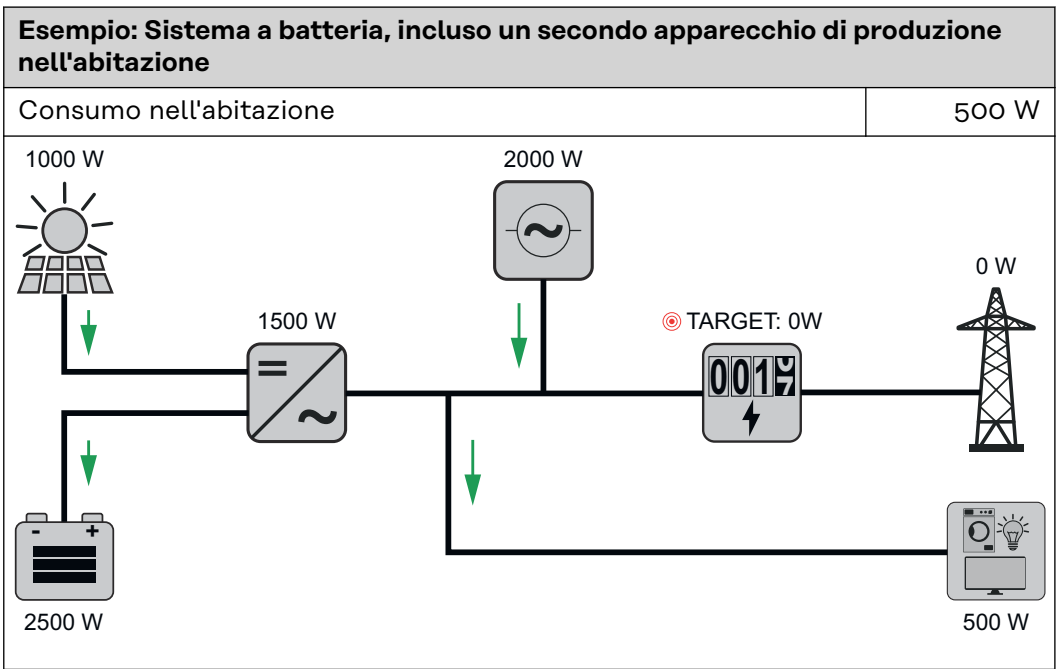 Esempio: Sistema a batteria, incluso un secondo apparecchio di produzione
nell'abitazione
Consumo nell'abitazione 500 W
1000 W
2000 W
0 W
1500 W
TARGET: 0W
001
- +
2500 W
500 W